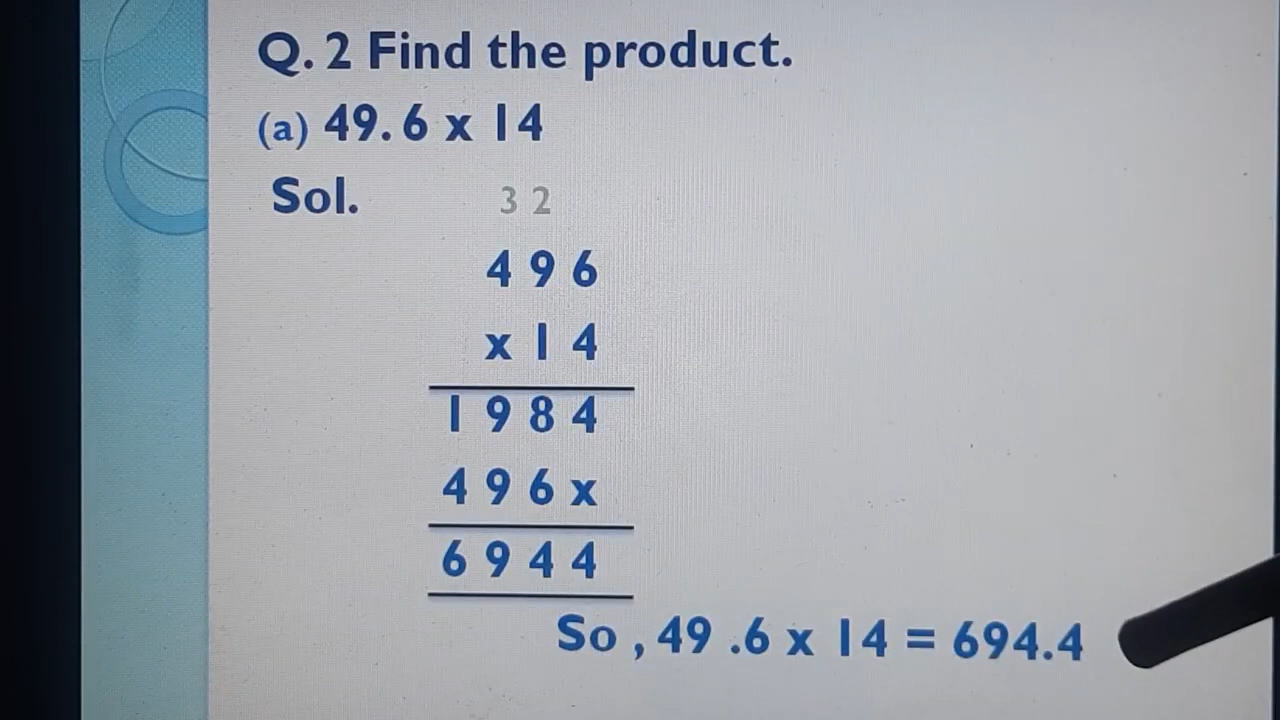 Q. 2 Find the product.
(a) 49.6 x 14
Sol.
3 2
4 9 6
x 1 4
1 9 8 4
4 9 6 x
6 9 4 4
So , 49 .6 x 14 = 694.4